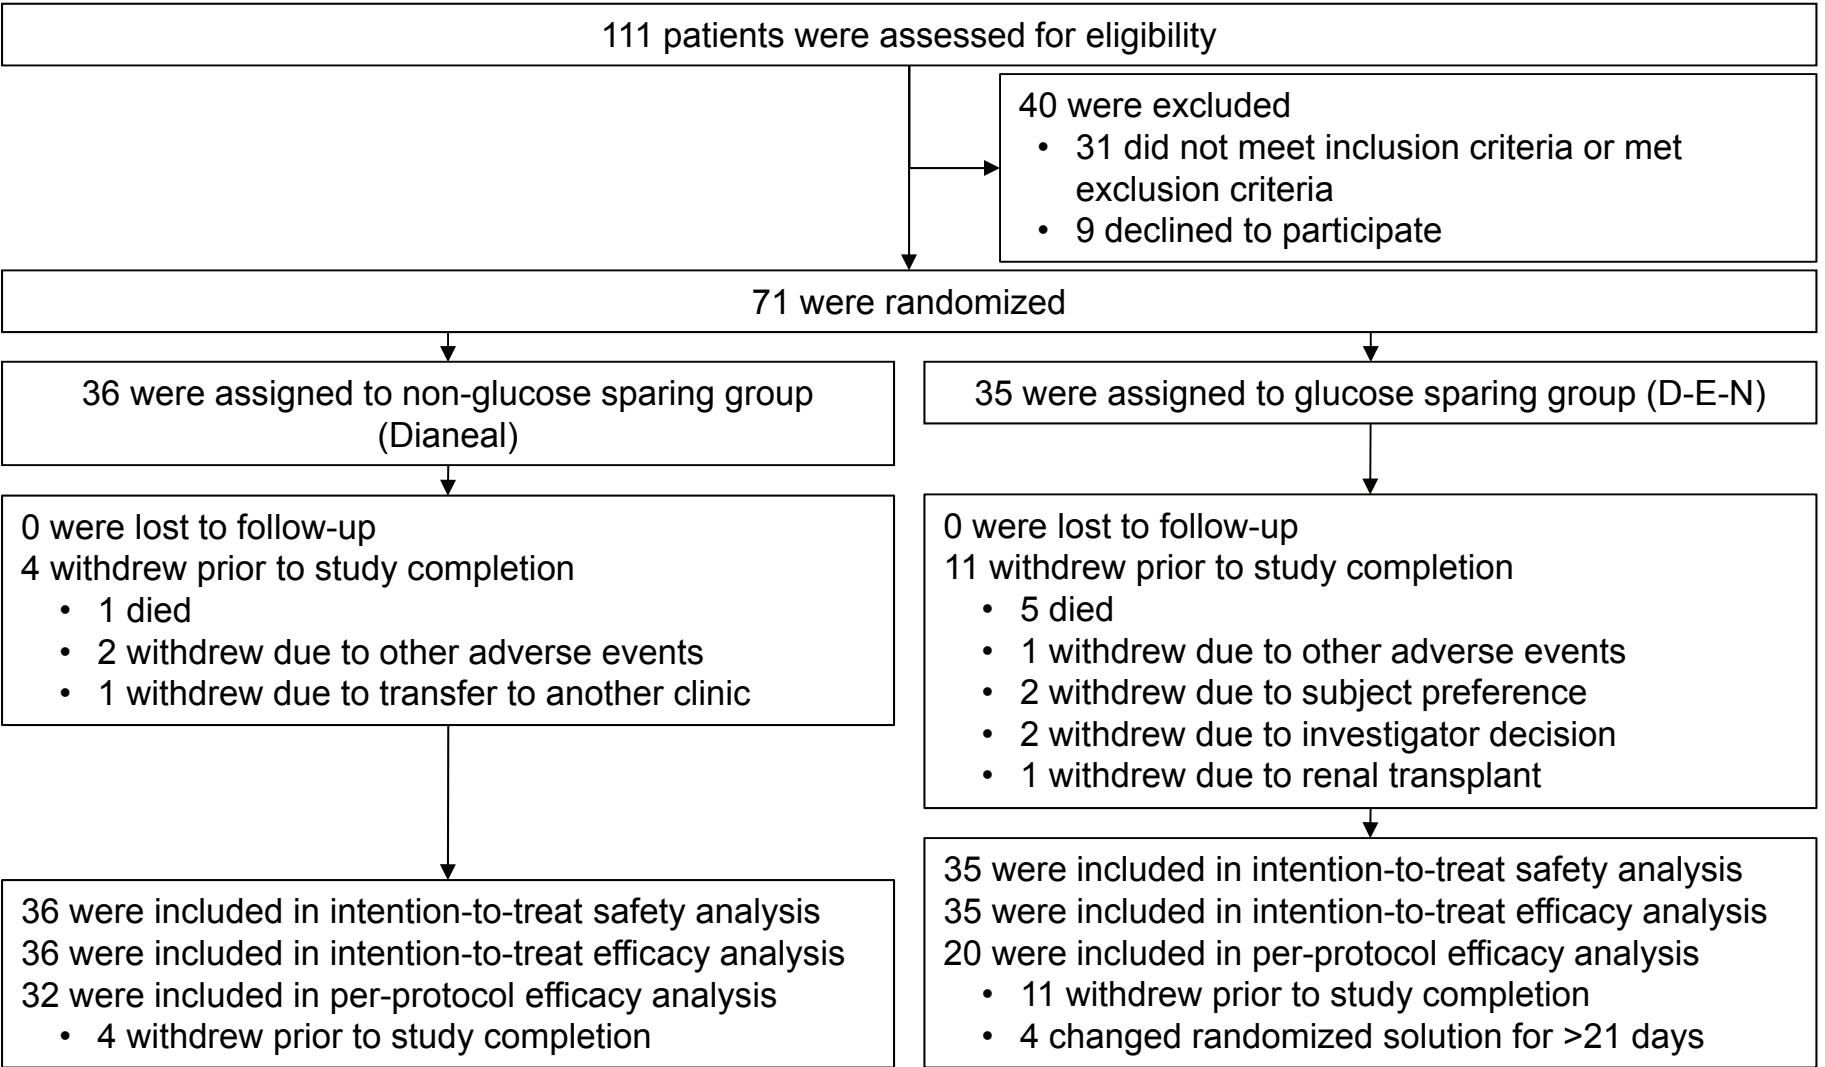 111 patients were assessed for eligibility
40 were excluded
• 31 did not meet inclusion criteria or met
exclusion criteria
• 9 declined to participate
71 were randomized
36 were assigned to non-glucose sparing group
(Dianeal)
35 were assigned to glucose sparing group (D-E-N)
0 were lost to follow-up
4 withdrew prior to study completion
• 1 died
• 2 withdrew due to other adverse events
• 1 withdrew due to transfer to another clinic
0 were lost to follow-up
11 withdrew prior to study completion
• 5 died
• 1 withdrew due to other adverse events
• 2 withdrew due to subject preference
• 2 withdrew due to investigator decision
• 1 withdrew due to renal transplant
36 were included in intention-to-treat safety analysis
36 were included in intention-to-treat efficacy analysis
32 were included in per-protocol efficacy analysis
• 4 withdrew prior to study completion
35 were included in intention-to-treat safety analysis
35 were included in intention-to-treat efficacy analysis
20 were included in per-protocol efficacy analysis
• 11 withdrew prior to study completion
• 4 changed randomized solution for >21 days